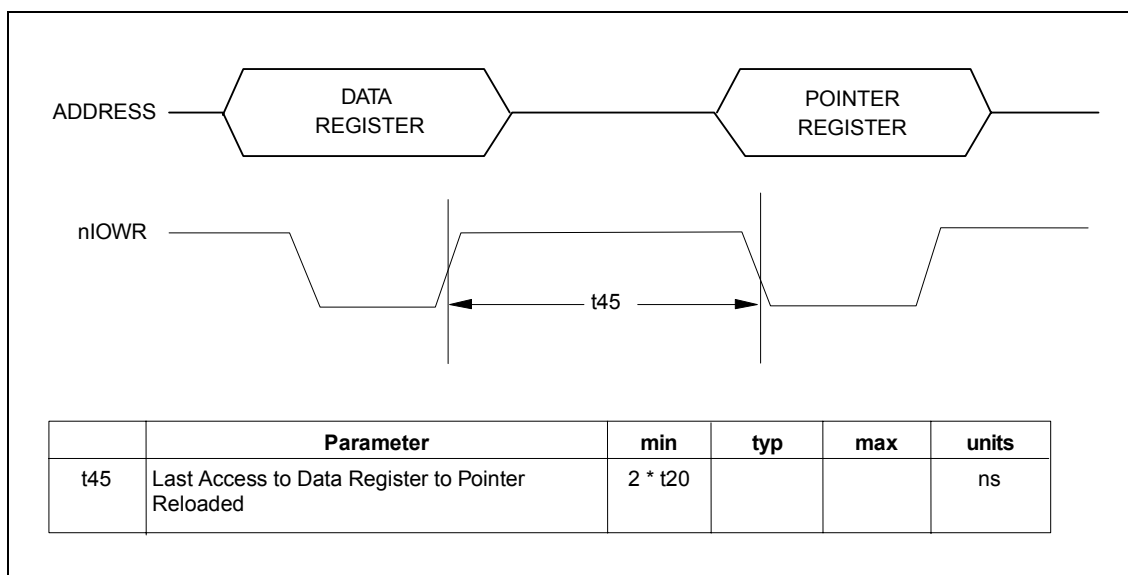 DATA
REGISTER
POINTER
REGISTER
ADDRESS
nIOWR
t45
Parameter min typ max units
t45 Last Access to Data Register to Pointer 2 * t20 ns
Reloaded